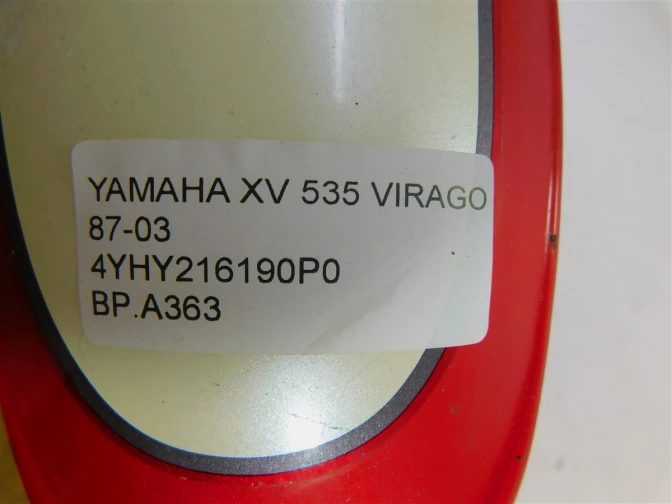 YAMAHA XV 535 VIRAGO
87-03
4YHY216190P0
BP.A363